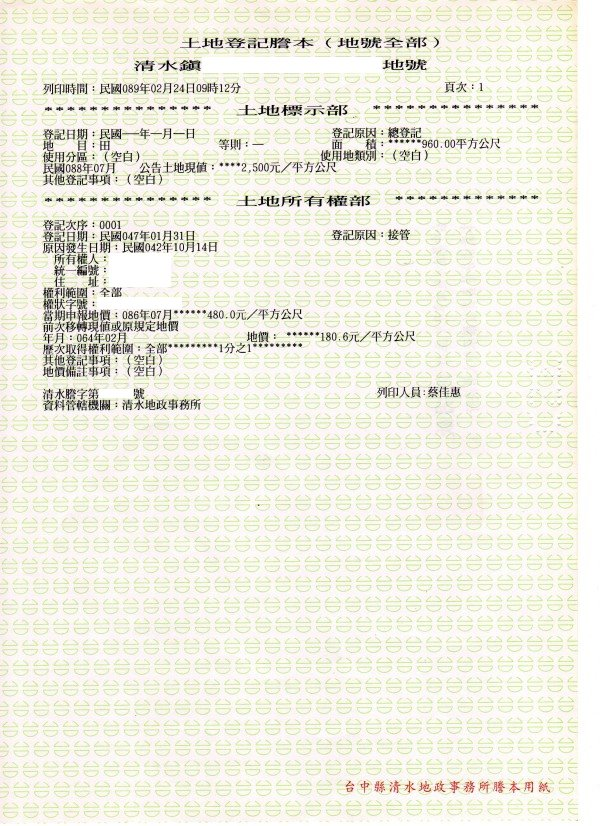 土地登記謄本（地號全部）
清水鎮 地號
列印時間：民國089年02月24日09時12分 頁次：1
*************** 土地標示部 ***************
登記日期：民國一年一月一日 登記原因：總登記
地 目：田 等則：— 面 積：******960.00平方公尺
使用分區：（空白） 使用地類別：（空白）
民國088年07月 公告土地現值：****2,500元／平方公尺
其他登記事項：（空白）
*************** 土地所有權部 *************
登記次序：0001
登記日期：民國047年01月31日 登記原因：接管
原因發生日期：民國042年10月14日
所有權人：
統一編號：
住 址：
權利範圍：全部
權狀字號：
當期申報地價：086年07月******480.0元／平方公尺
前次移轉現值或原規定地價
年月：064年02月 地價： ******180.6元／平方公尺
歷次取得權利範圍：全部*********1分之1*********
其他登記事項：（空白）
地價備註事項：（空白）
清水謄字第 號 列印人員：蔡佳惠
資料管轄機關：清水地政事務所
台中縣清水地政事務所謄本用紙